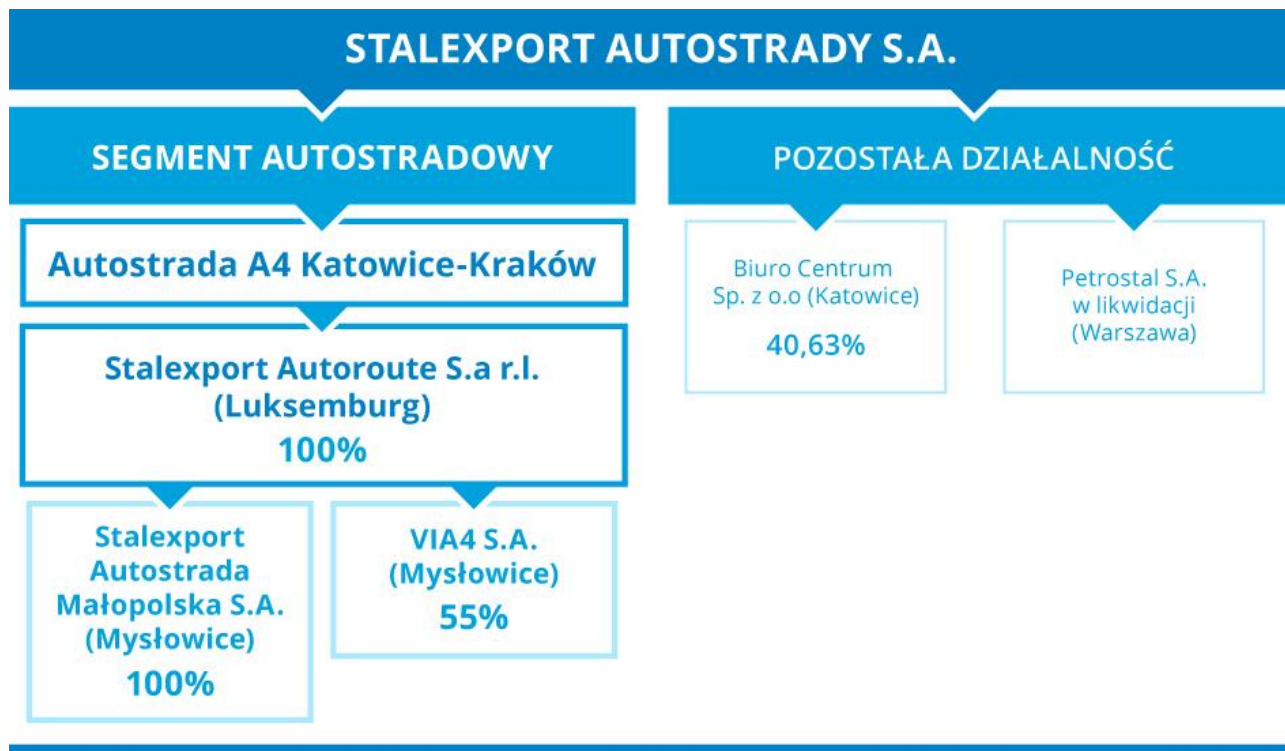 STALEXPORT AUTOSTRADY S.A.
SEGMENT AUTOSTRADOWY
Autostrada A4 Katowice-Kraków
Stalexport Autoroute S.a r.l.
(Luksemburg)
100%
Stalexport
Autostrada
Małopolska S.A.
(Mysłowice)
100%
VIA4 S.A.
(Mysłowice)
55%
POZOSTAŁA DZIAŁALNOŚĆ
Biuro Centrum
Sp. z o.o (Katowice)
40,63%
Petrostal S.A.
w likwidacji
(Warszawa)